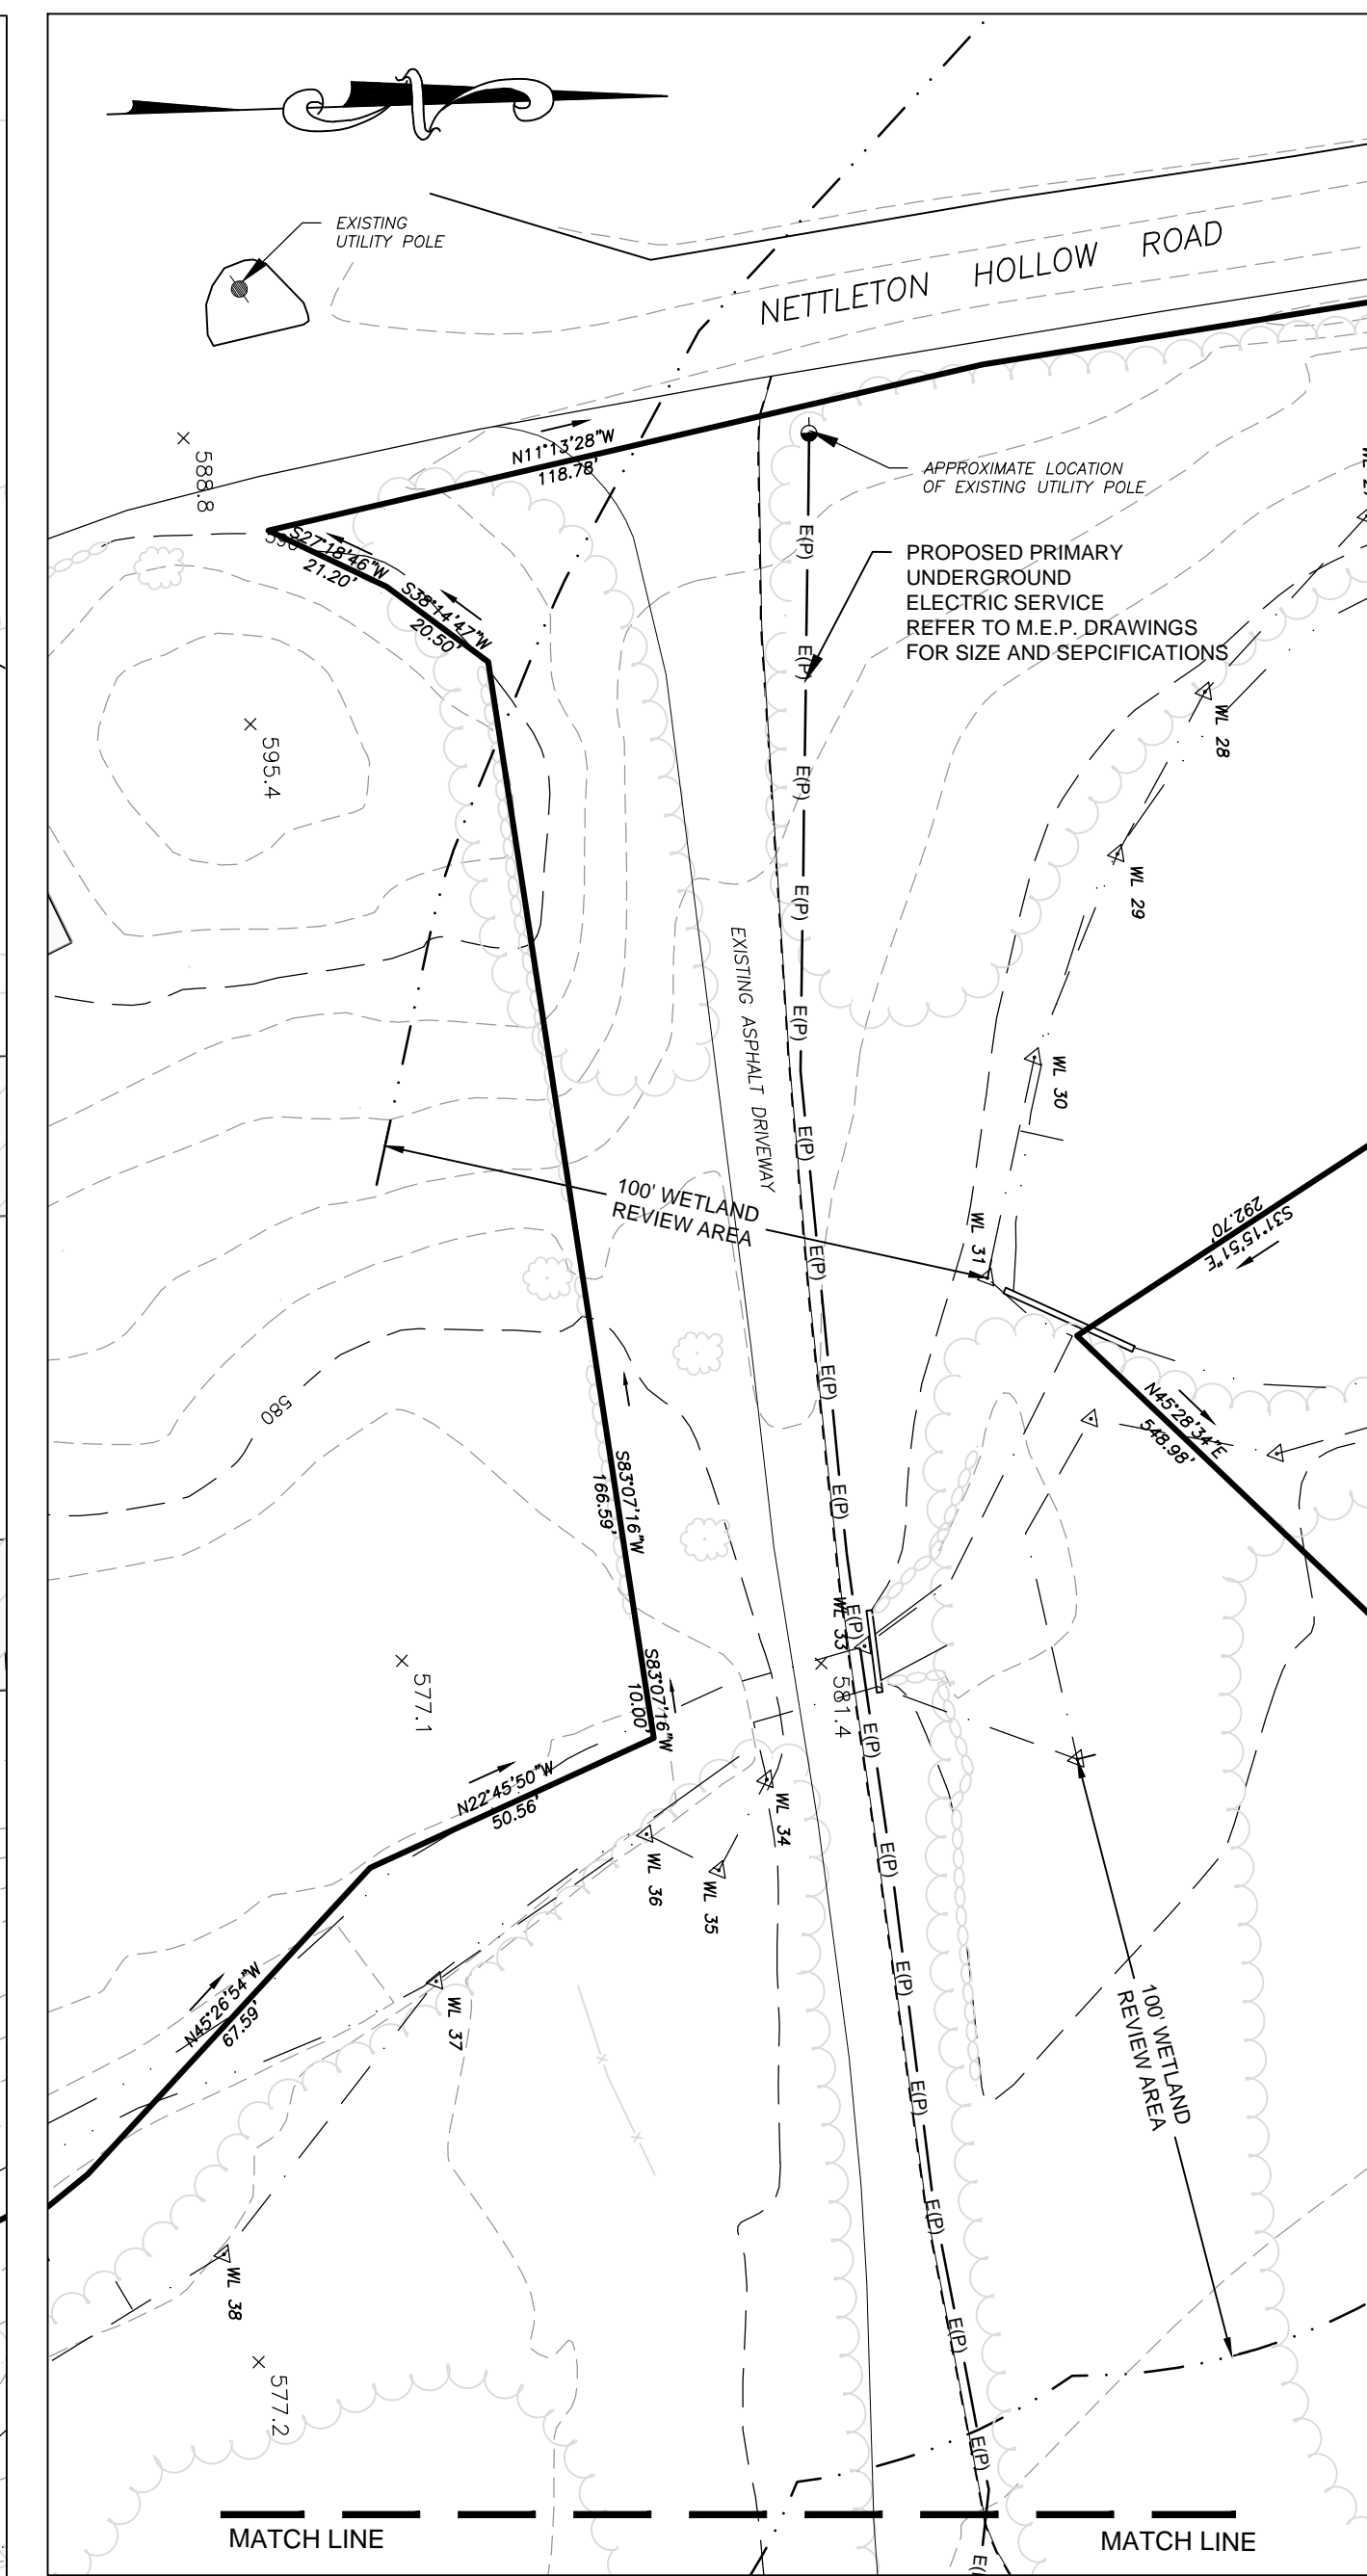 EXISTING
UTILITY POLE
NETTLETON HOLLOW ROAD
588.8
N11°13'28"W
118.78'
APPROXIMATE LOCATION
OF EXISTING UTILITY POLE
S27°18'46"W
21.20'
S38°14'47"W
20.50'
E(P)
PROPOSED PRIMARY
UNDERGROUND
ELECTRIC SERVICE
REFER TO M.E.P. DRAWINGS
FOR SIZE AND SEPCIFICATIONS
E(P)
WL 28
595.4
E(P)
WL 29
E(P)
EXISTING ASPHALT DRIVEWAY
E(P)
WL 30
E(P)
100' WETLAND
REVIEW AREA
WL 31
S31°15'51"E
292.70'
E(P)
580
E(P)
N45°28'34"E
548.98'
S83°07'16"W
166.59'
E(P)
E(P)
WL 33
581.4
577.1
S83°07'16"W
10.00'
E(P)
N22°45'50"W
50.56'
WL 34
WL 36
WL 35
E(P)
N45°26'54"W
67.59'
WL 37
E(P)
100' WETLAND
REVIEW AREA
E(P)
E(P)
WL 38
577.2
E(P)
E(P)
MATCH LINE
MATCH LINE